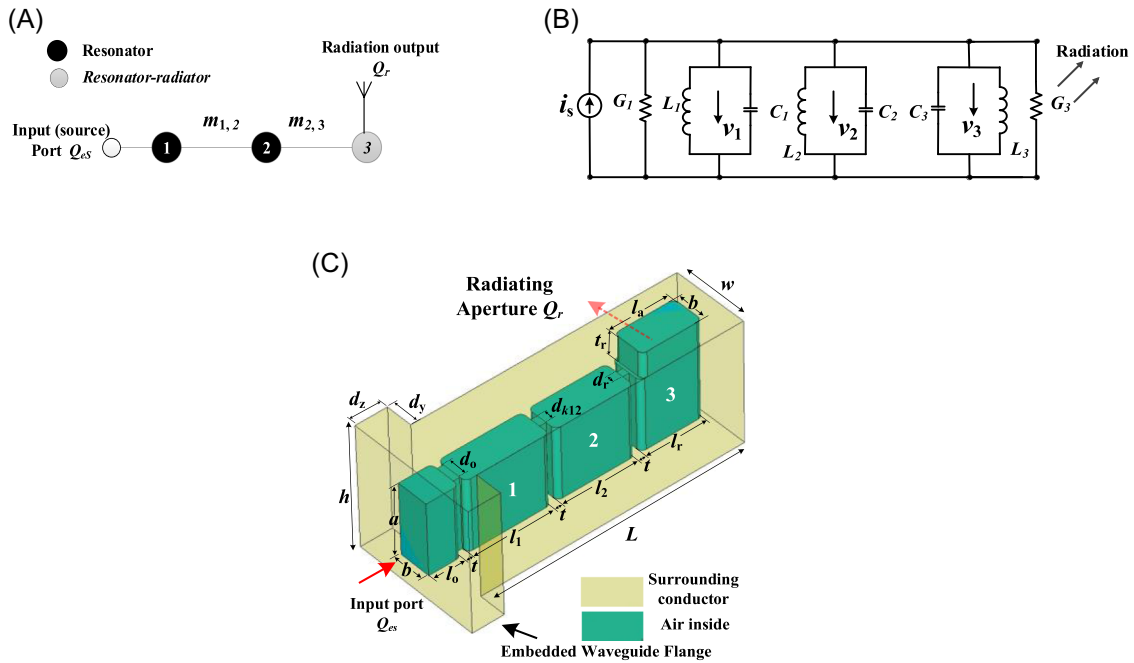 (A)
Resonator
Resonator-radiator
Radiation output
Qr
m1, 2
m2, 3
Input (source)
Port QeS
1
2
3
(B)
is
G1
L1
v1
C1
L2
v2
C2
C3
v3
L3
G3
Radiation
(C)
Radiating
Aperture Qr
w
la
b
tr
dr
3
dz
dy
dk12
2
do
1
h
a
lr
t
l2
t
l1
t
L
b
lo
Input port
Qes
Surrounding
conductor
Air inside
Embedded Waveguide Flange